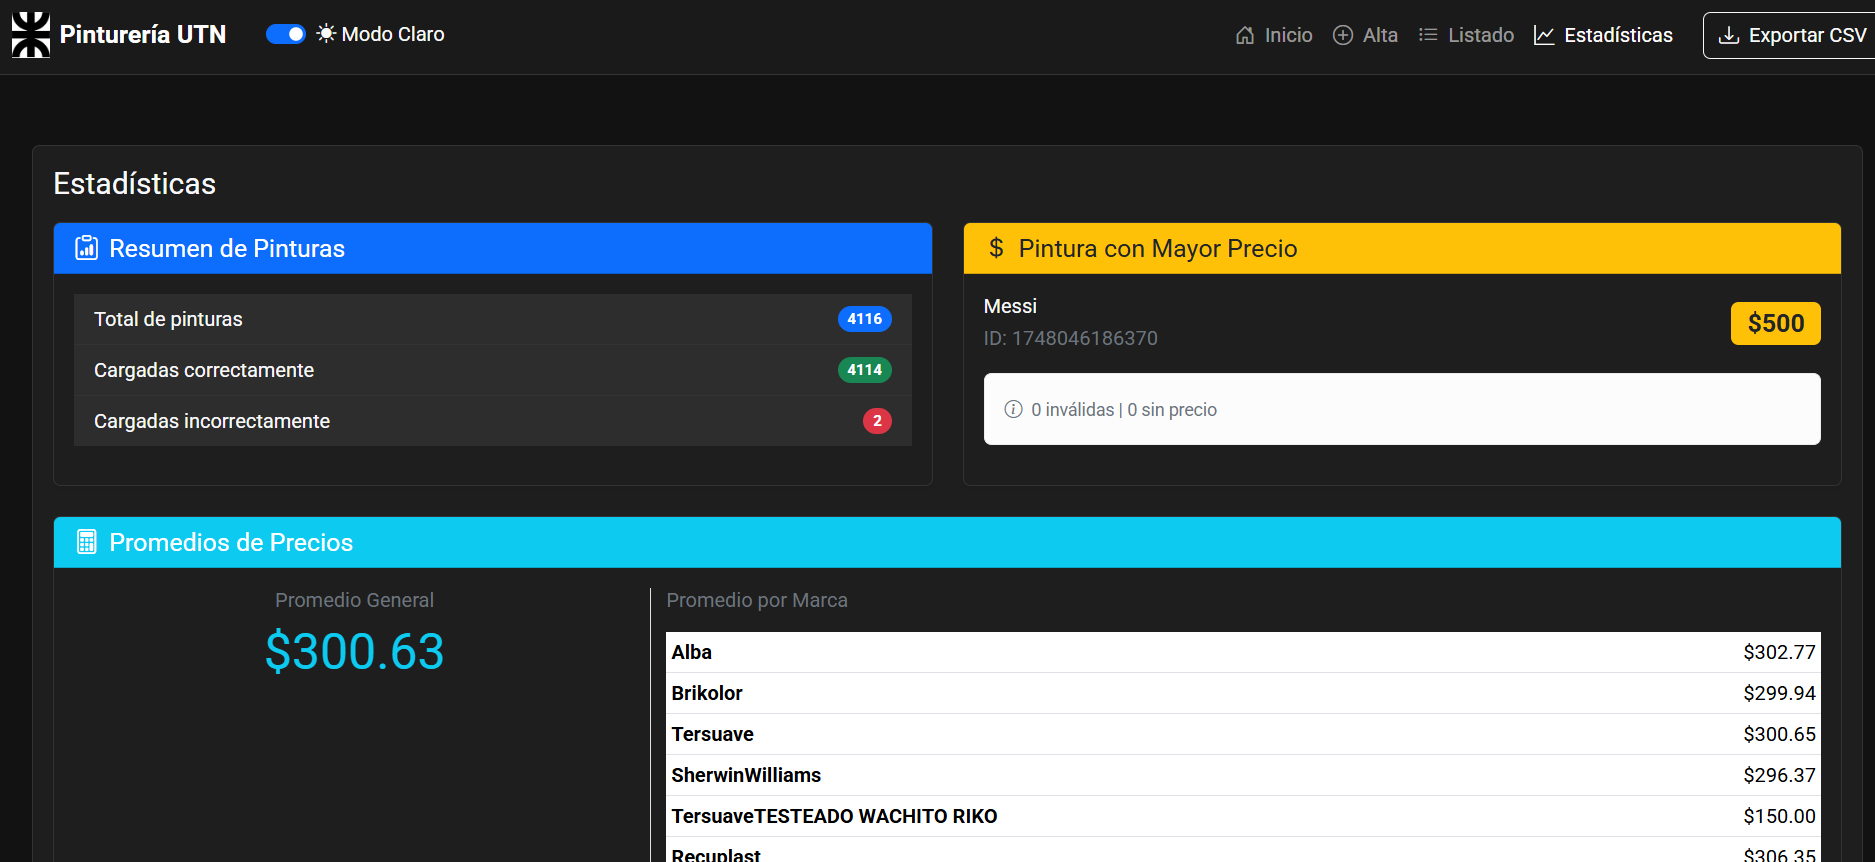 Pinturería UTN
Modo Claro
Inicio
Alta
Listado
Estadísticas
Exportar CSV
Estadísticas
Resumen de Pinturas
Total de pinturas 4116
Cargadas correctamente 4114
Cargadas incorrectamente 2
$ Pintura con Mayor Precio
Messi
ID: 1748046186370
$500
0 inválidas | 0 sin precio
Promedios de Precios
Promedio General
$300.63
Promedio por Marca
Alba $302.77
Brikolor $299.94
Tersuave $300.65
SherwinWilliams $296.37
TersuaveTESTEADO WACHITO RIKO $150.00
Recuplast $306.35